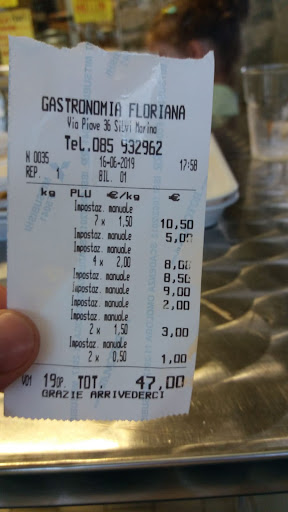 GASTRONOMIA FLORIANA
Via Piave 36 Silvi Marina
Tel.085 932962
N 0035 16-06-2019 17:58
REP. 1 BIL. 01
kg PLU €/kg €
Impostaz. manuale
7 x 1,50 10,50
Impostaz. manuale 5,00
Impostaz. manuale
4 x 2,00 8,00
Impostaz. manuale 8,50
Impostaz. manuale 9,00
Impostaz. manuale 2,00
Impostaz. manuale
2 x 1,50 3,00
Impostaz. manuale
2 x 0,50 1,00
V01 19OP. TOT. 47,00
GRAZIE ARRIVEDERCI